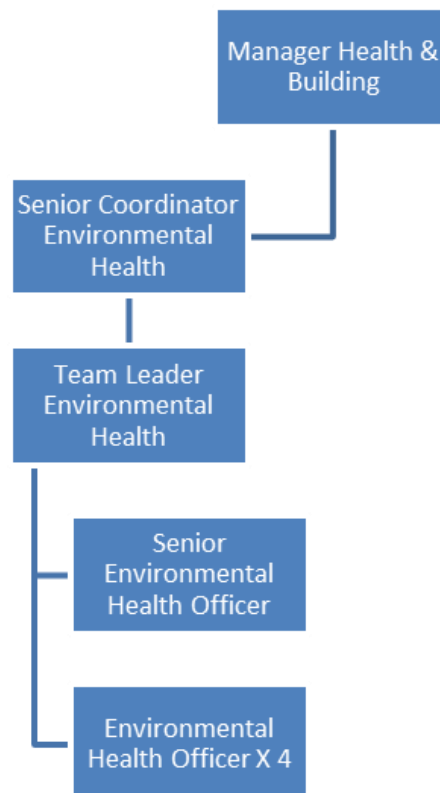 Manager Health &
Building
Senior Coordinator
Environmental
Health
Team Leader
Environmental
Health
Senior
Environmental
Health Officer
Environmental
Health Officer X 4